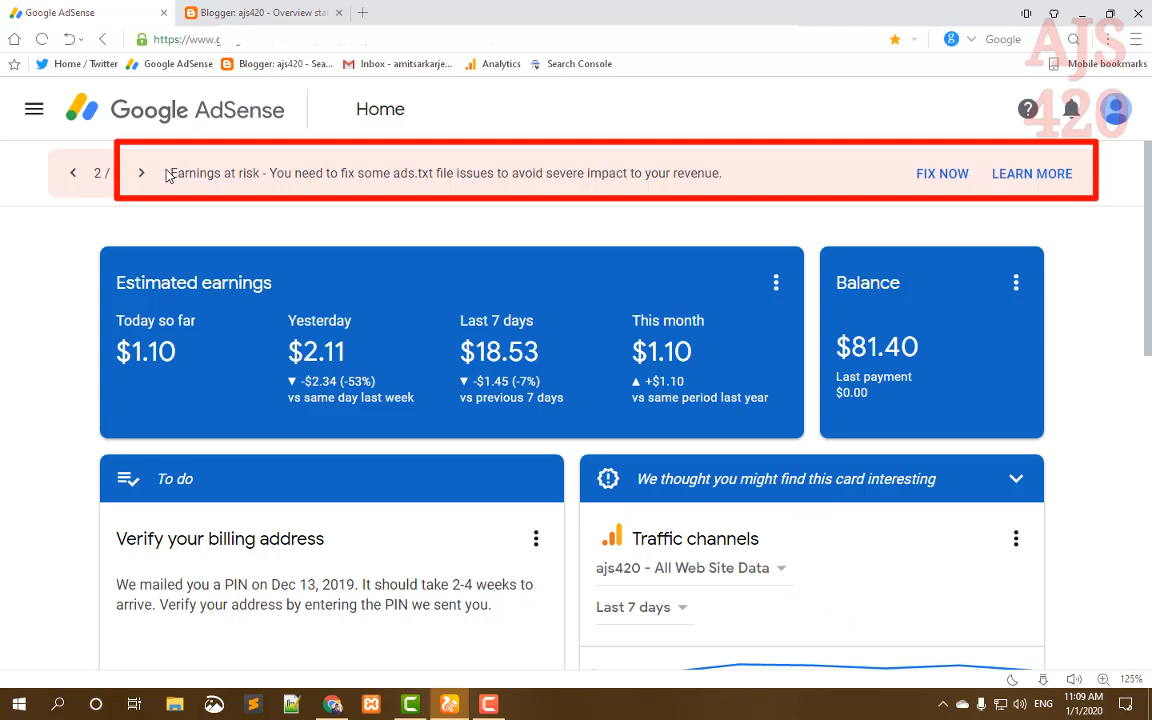 Google AdSense
Blogger: ajs420 - Overview sta
https://www.g
Google
AJS
420
Home / Twitter
Google AdSense
Blogger: ajs420 - Sea...
Inbox - amitsarkarje...
Analytics
Search Console
Mobile bookmarks
Google AdSense
Home
2 /
Earnings at risk - You need to fix some ads.txt file issues to avoid severe impact to your revenue.
FIX NOW
LEARN MORE
Estimated earnings
Today so far
$1.10
Yesterday
$2.11
▼ -$2.34 (-53%)
vs same day last week
Last 7 days
$18.53
▼ -$1.45 (-7%)
vs previous 7 days
This month
$1.10
▲ +$1.10
vs same period last year
Balance
$81.40
Last payment
$0.00
To do
Verify your billing address
We mailed you a PIN on Dec 13, 2019. It should take 2-4 weeks to
arrive. Verify your address by entering the PIN we sent you.
We thought you might find this card interesting
Traffic channels
ajs420 - All Web Site Data
Last 7 days
125%
ENG
11:09 AM
1/1/2020